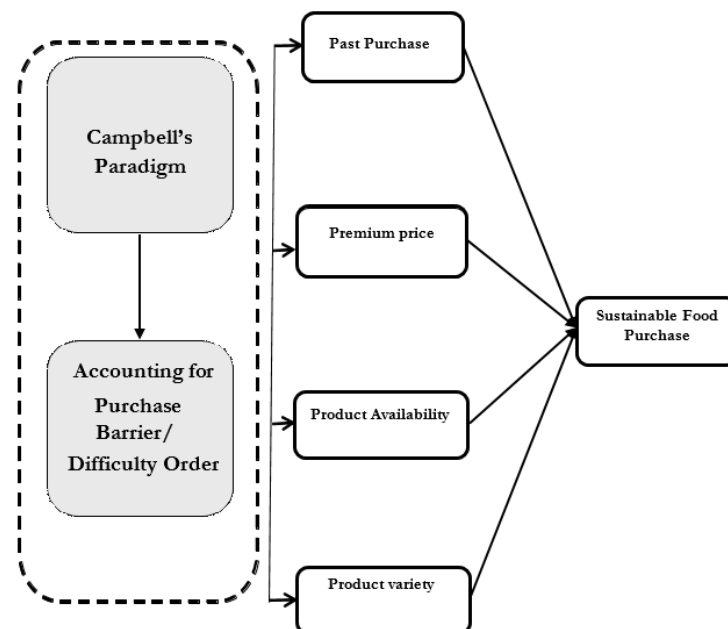 Campbell's
Paradigm
Accounting for
Purchase
Barrier/
Difficulty Order
Past Purchase
Premium price
Product Availability
Product variety
Sustainable Food
Purchase